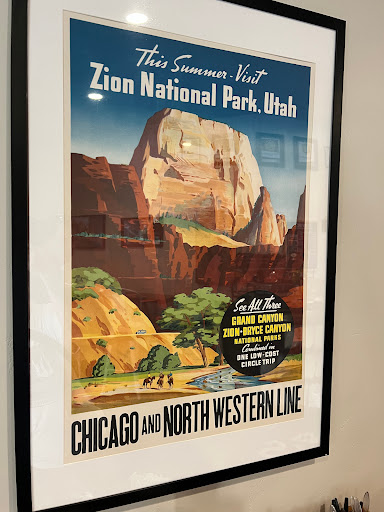 This Summer - Visit
Zion National Park, Utah
See All Three
GRAND CANYON
ZION-BRYCE CANYON
NATIONAL PARKS
Combined in
ONE LOW-COST
CIRCLE TRIP
CHICAGO AND NORTH WESTERN LINE